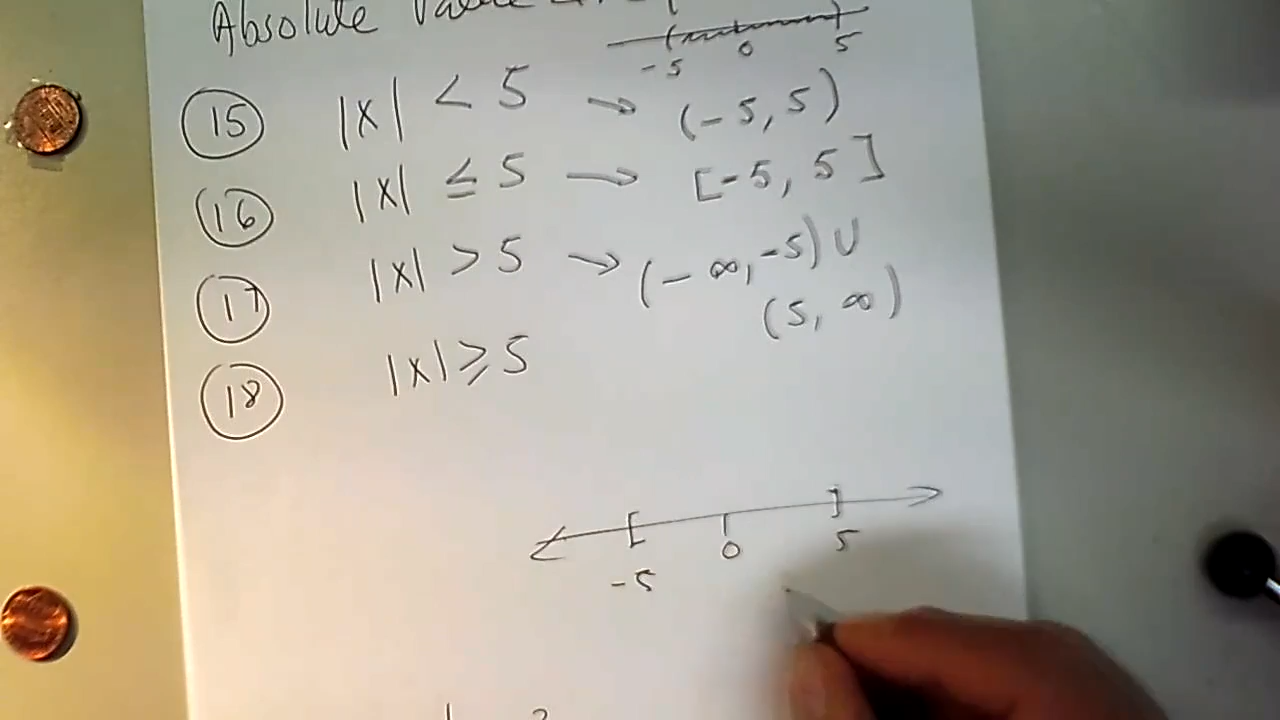 Absolute Value
-5 0 5
(15) |x| < 5 → (-5, 5)
(16) |x| ≤ 5 → [-5, 5]
(17) |x| > 5 → (-∞, -5) ∪
(5, ∞)
(18) |x| ≥ 5
[ ]
-5 0 5